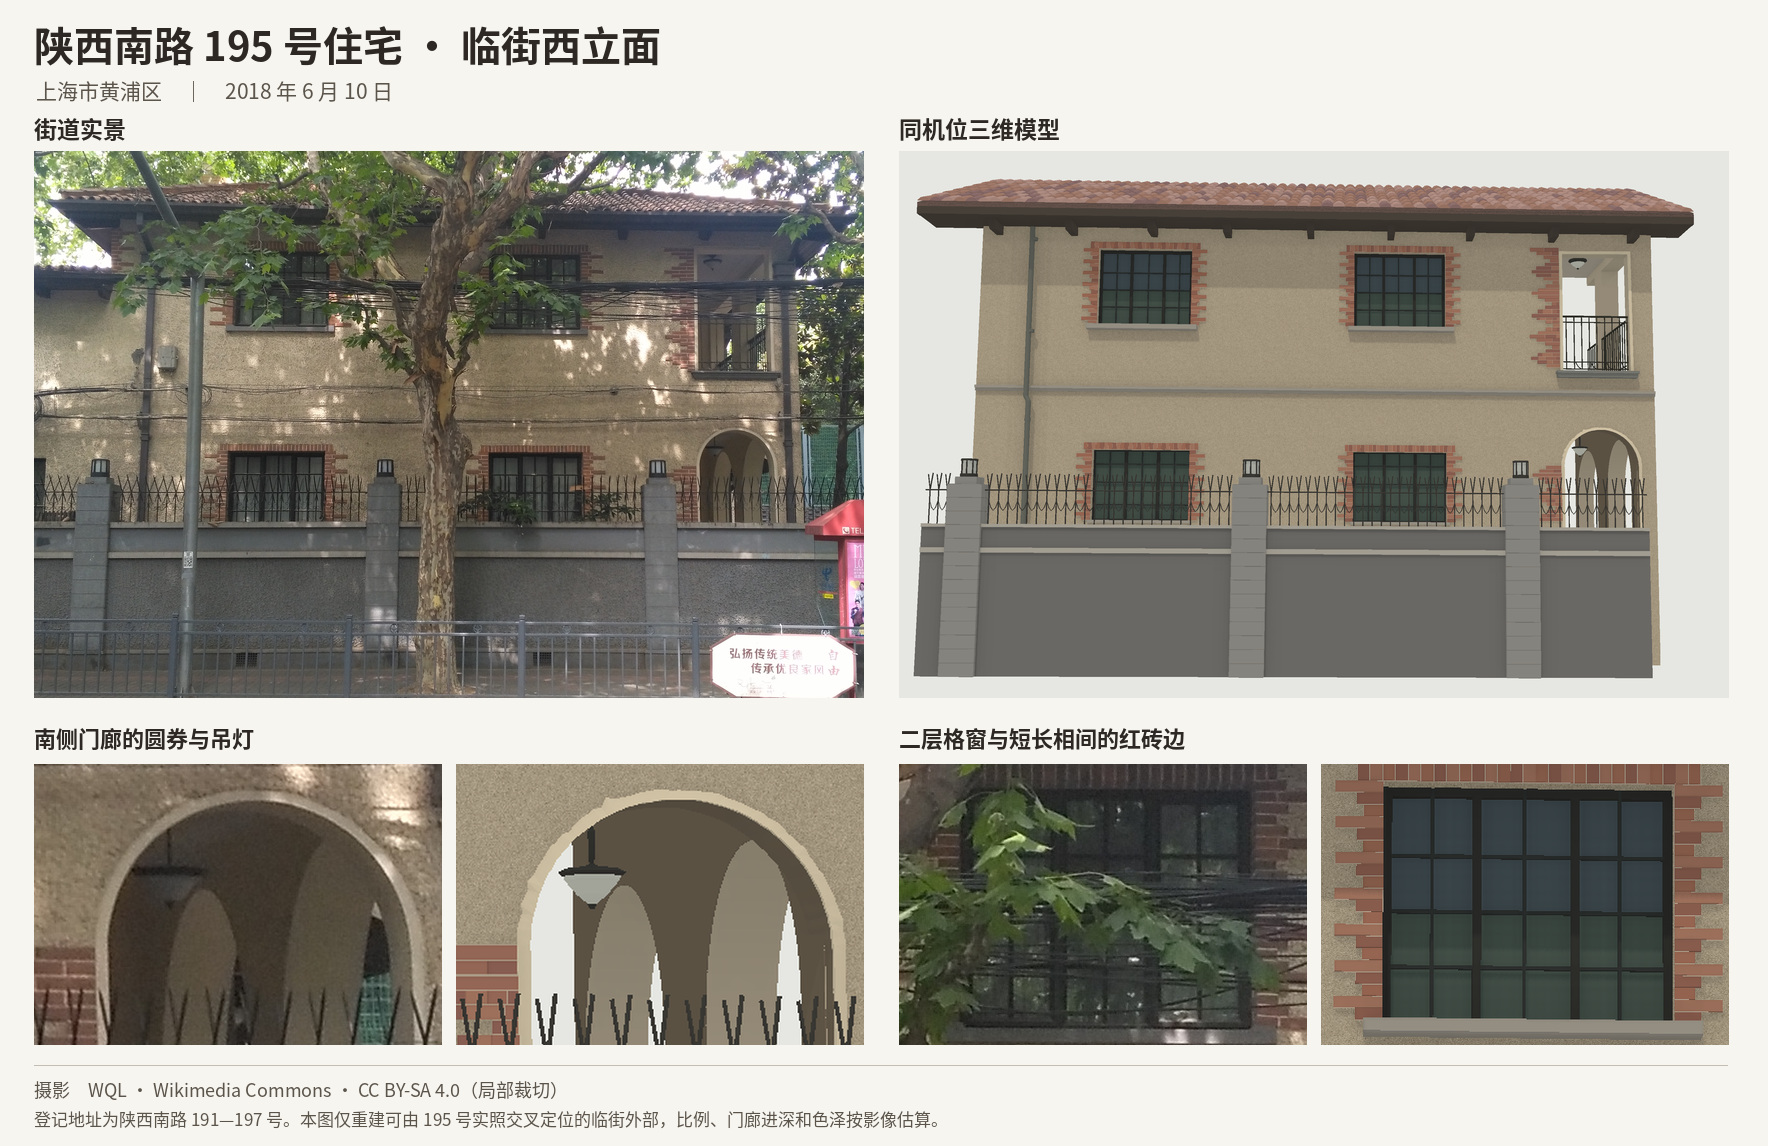 陕西南路 195 号住宅 · 临街西立面
上海市黄浦区 ｜ 2018 年 6 月 10 日
街道实景
同机位三维模型
TEL
弘扬传统美德
传承优良家风
自由
南侧门廊的圆券与吊灯
二层格窗与短长相间的红砖边
摄影 WQL · Wikimedia Commons · CC BY-SA 4.0（局部裁切）
登记地址为陕西南路 191—197 号。本图仅重建可由 195 号实照交叉定位的临街外部，比例、门廊进深和色泽按影像估算。